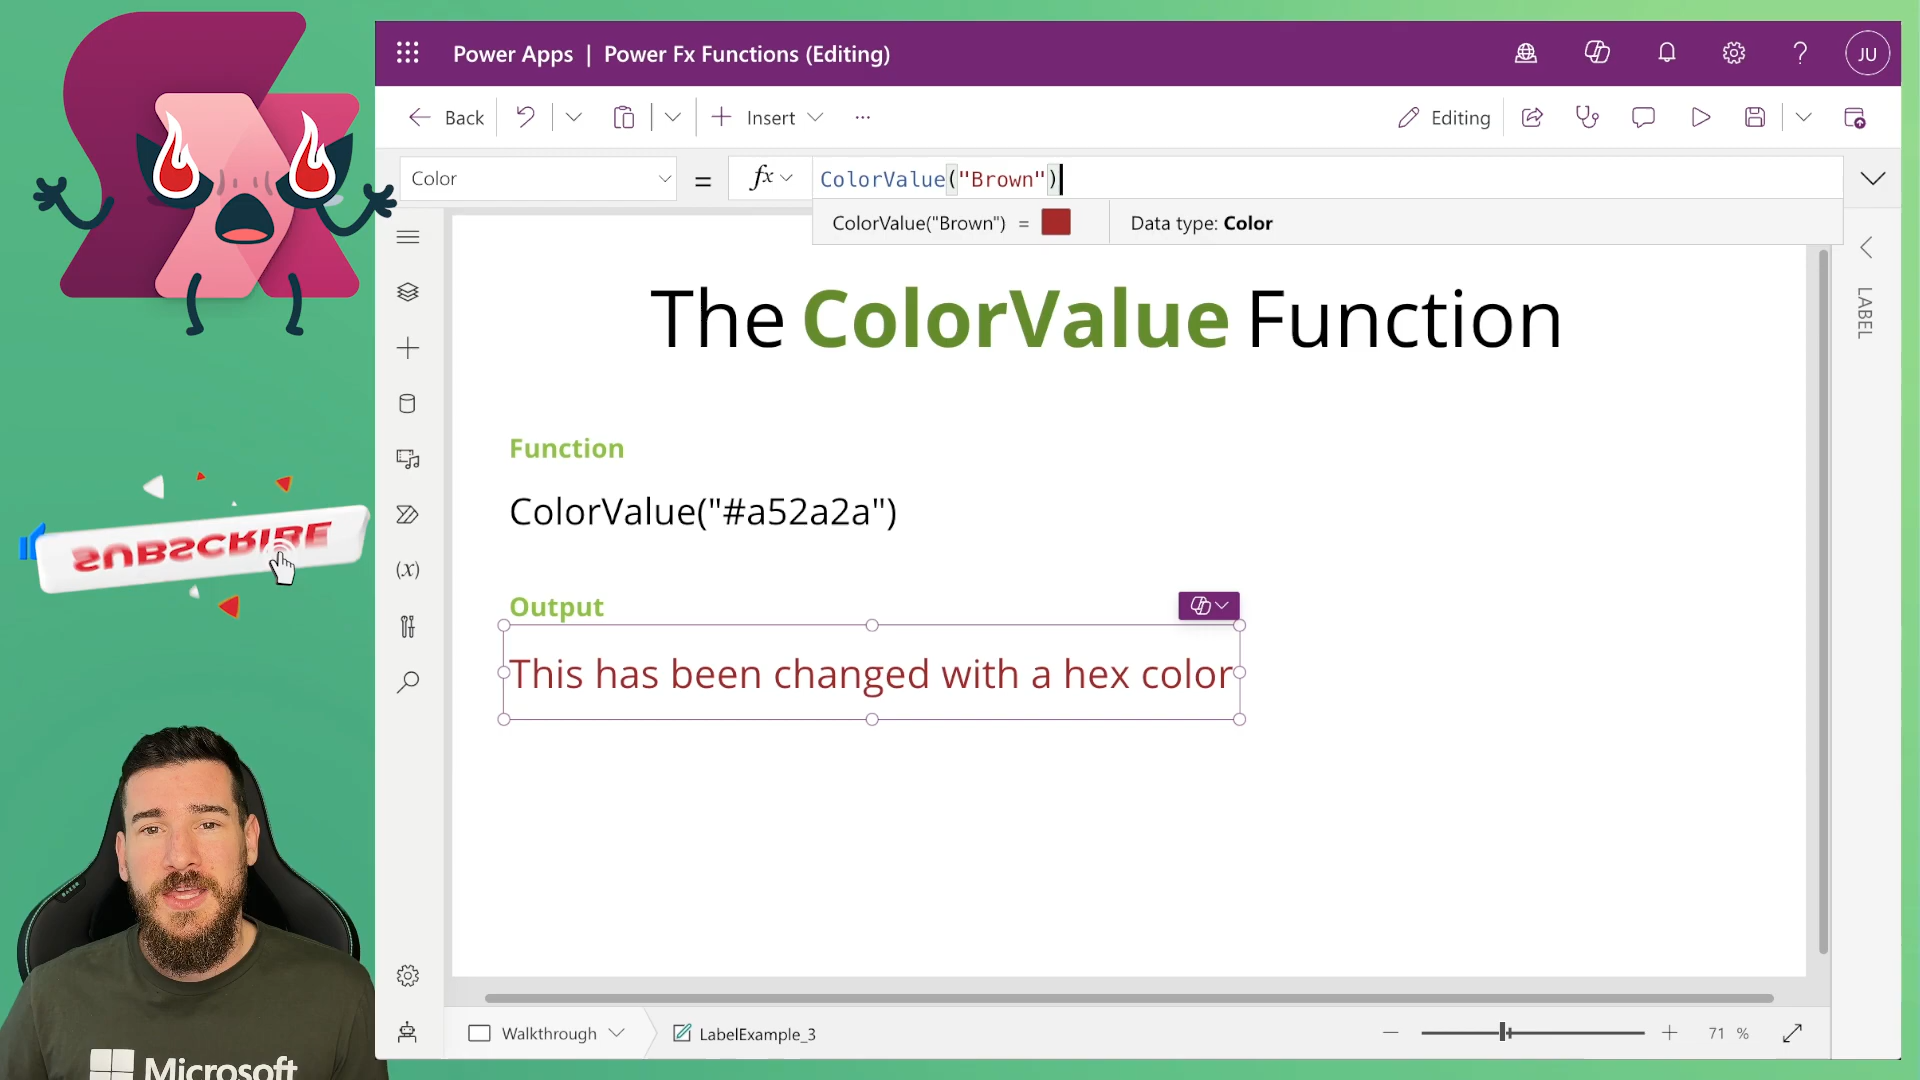 Power Apps | Power Fx Functions (Editing)
JU
Back
Insert
Editing
Color
=
fx
ColorValue("Brown")
ColorValue("Brown") =
Data type: Color
LABEL
The ColorValue Function
Function
ColorValue("#a52a2a")
SUBSCRIBE
(x)
Output
This has been changed with a hex color
Walkthrough
LabelExample_3
71 %
Microsoft